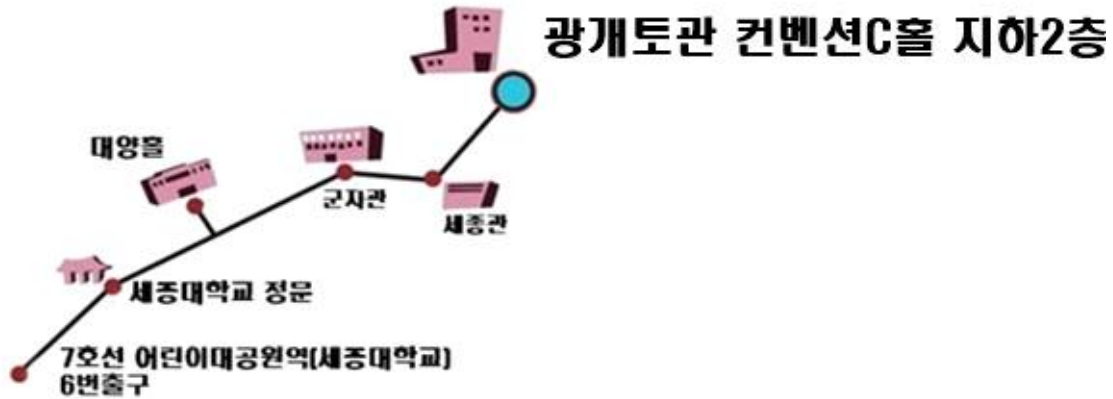 광개토관 컨벤션C홀 지하2층
대양홀
군자관
세종관
세종대학교 정문
7호선 어린이대공원역(세종대학교)
6번출구